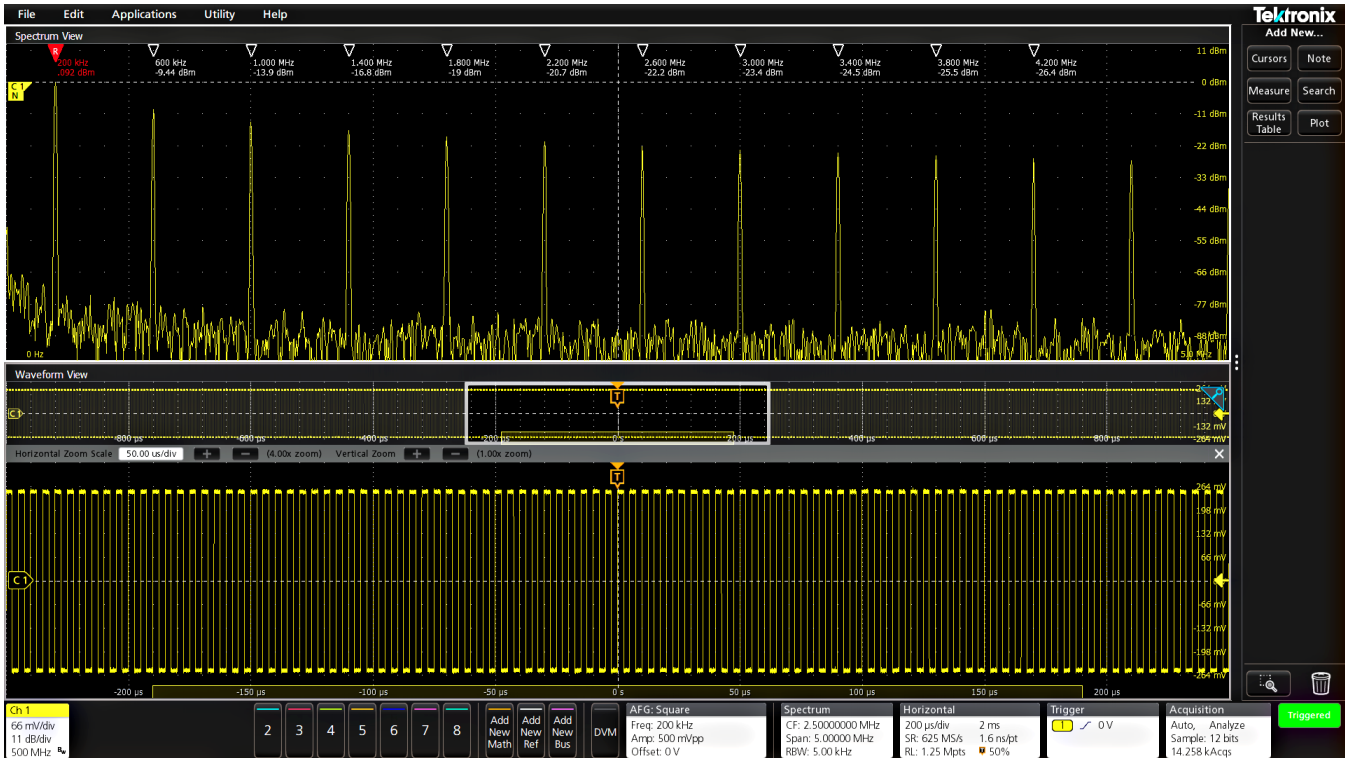 File Edit Applications Utility Help
Tektronix
Add New...
Cursors Note
Measure Search
Results Table Plot
Spectrum View
R
200 kHz 600 kHz 1.000 MHz 1.400 MHz 1.800 MHz 2.200 MHz 2.600 MHz 3.000 MHz 3.400 MHz 3.800 MHz 4.200 MHz
.092 dBm -9.44 dBm -13.9 dBm -16.8 dBm -19 dBm -20.7 dBm -22.2 dBm -23.4 dBm -24.5 dBm -25.5 dBm -26.4 dBm
11 dBm
C1
N
0 dBm
-11 dBm
-22 dBm
-33 dBm
-44 dBm
-55 dBm
-66 dBm
-77 dBm
-88 dBm
0 Hz
5.0 MHz
Waveform View
T
132
C1
-132 mV
-264 mV
-800 µs -600 µs -400 µs -200 µs 0 s 200 µs 400 µs 600 µs 800 µs
Horizontal Zoom Scale 50.00 us/div + − (4.00x zoom) Vertical Zoom + − (1.00x zoom) ×
T
264 mV
198 mV
132 mV
66 mV
C1
-66 mV
-132 mV
-198 mV
-264 mV
-200 µs -150 µs -100 µs -50 µs 0 s 50 µs 100 µs 150 µs 200 µs
Ch 1
66 mV/div
11 dB/div
500 MHz Bw
2 3 4 5 6 7 8
Add New Math
Add New Ref
Add New Bus
DVM
AFG: Square
Freq: 200 kHz
Amp: 500 mVpp
Offset: 0 V
Spectrum
CF: 2.50000000 MHz
Span: 5.00000 MHz
RBW: 5.00 kHz
Horizontal
200 µs/div 2 ms
SR: 625 MS/s 1.6 ns/pt
RL: 1.25 Mpts 50%
Trigger
1 0 V
Acquisition
Auto, Analyze
Sample: 12 bits
14.258 kAcqs
Triggered